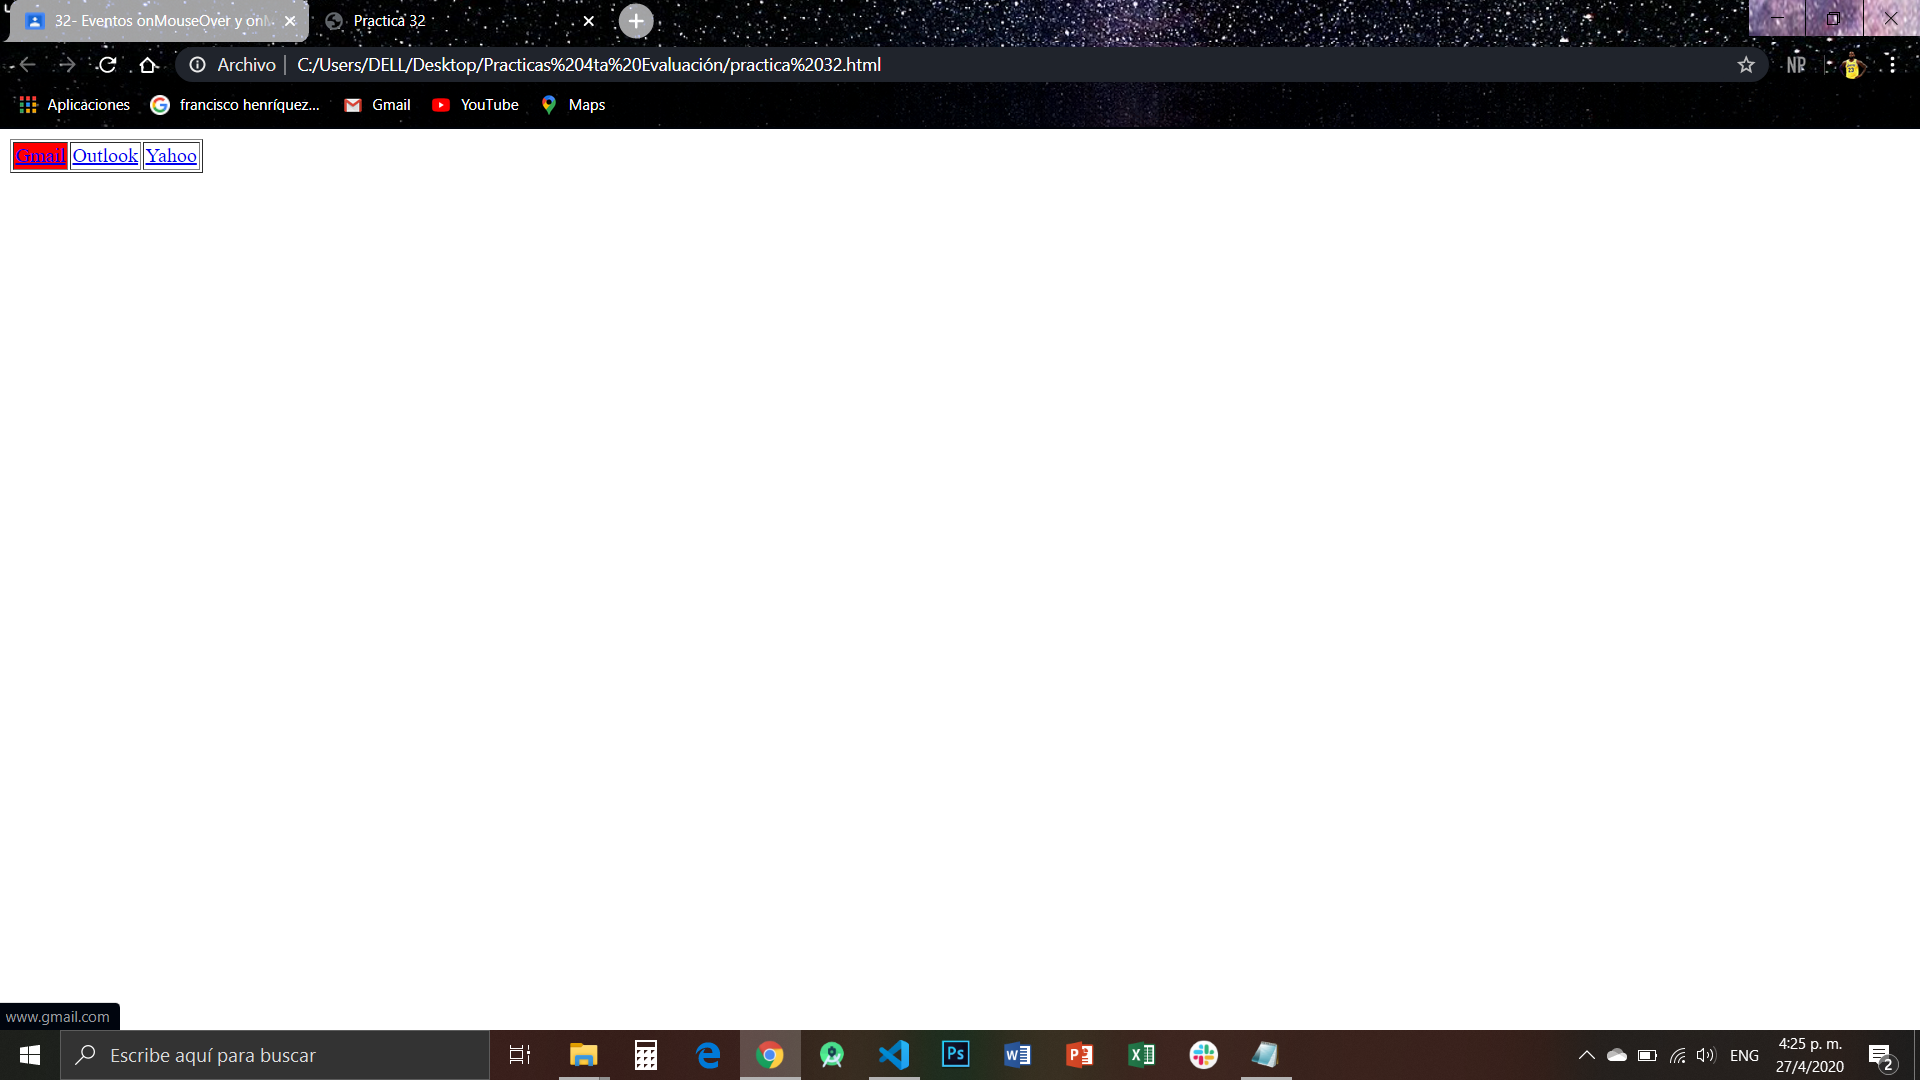 32- Eventos onMouseOver y onM
Practica 32
Archivo | C:/Users/DELL/Desktop/Practicas%204ta%20Evaluación/practica%2032.html
NP
Aplicaciones francisco henríquez... Gmail YouTube Maps
Gmail Outlook Yahoo
www.gmail.com
Escribe aquí para buscar
Ps
ENG
4:25 p. m.
27/4/2020
2